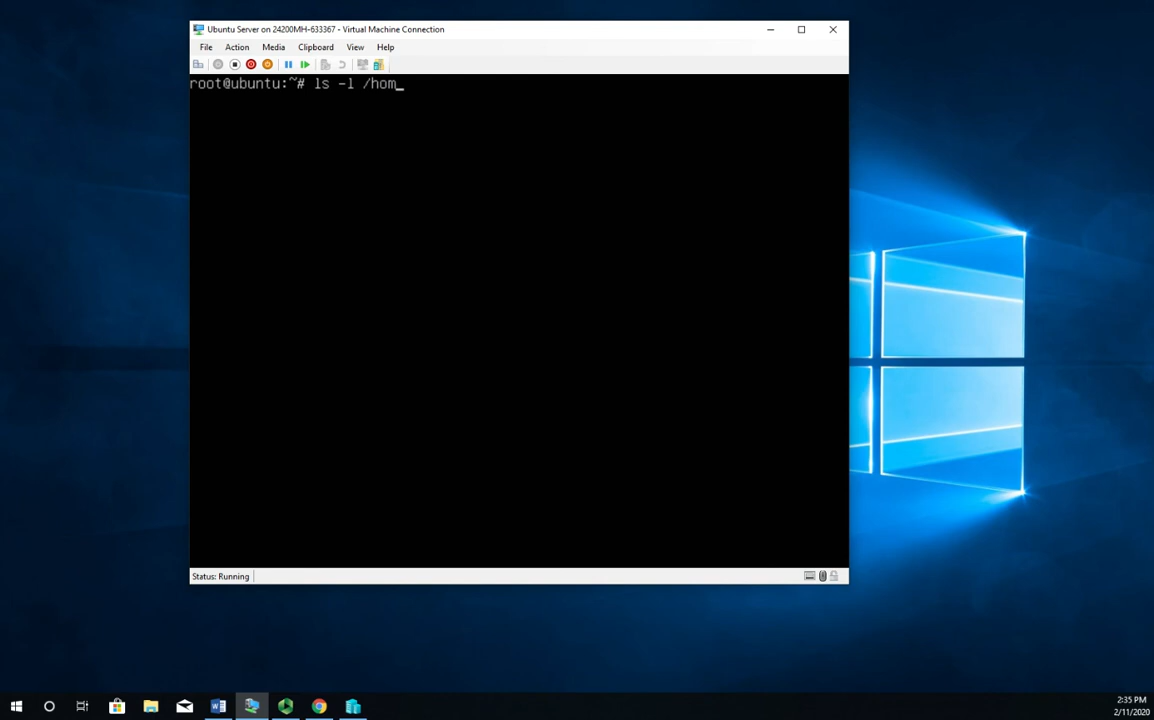 Ubuntu Server on 24200MH-633367 - Virtual Machine Connection
File Action Media Clipboard View Help
root@ubuntu:~# ls -l /hom_
Status: Running
2:35 PM
2/11/2020